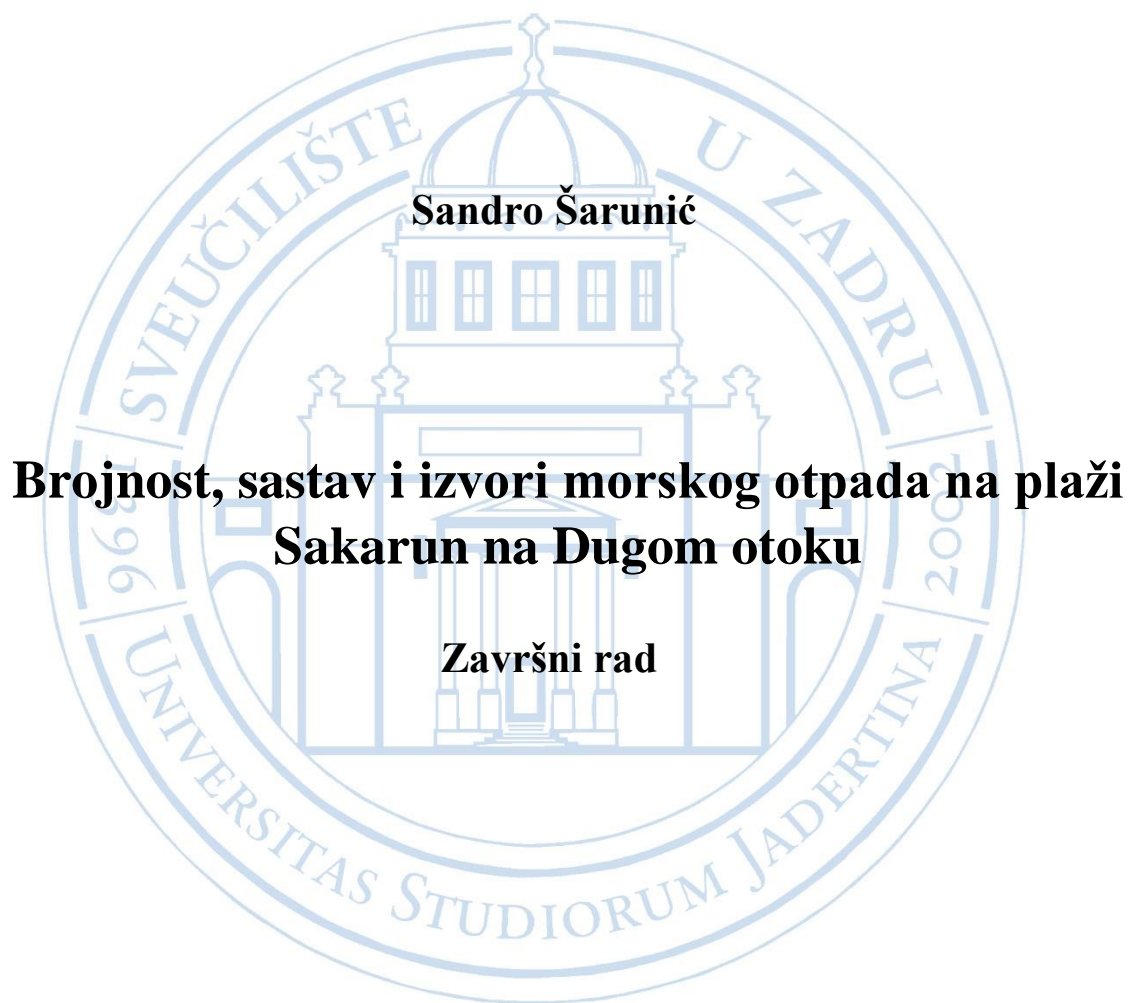 SVEUČILIŠTE U ZADRU
Sandro Šarunić
Brojnost, sastav i izvori morskog otpada na plaži
Sakarun na Dugom otoku
1396
2002
Završni rad
UNIVERSITAS STUDIORUM JADERTINA